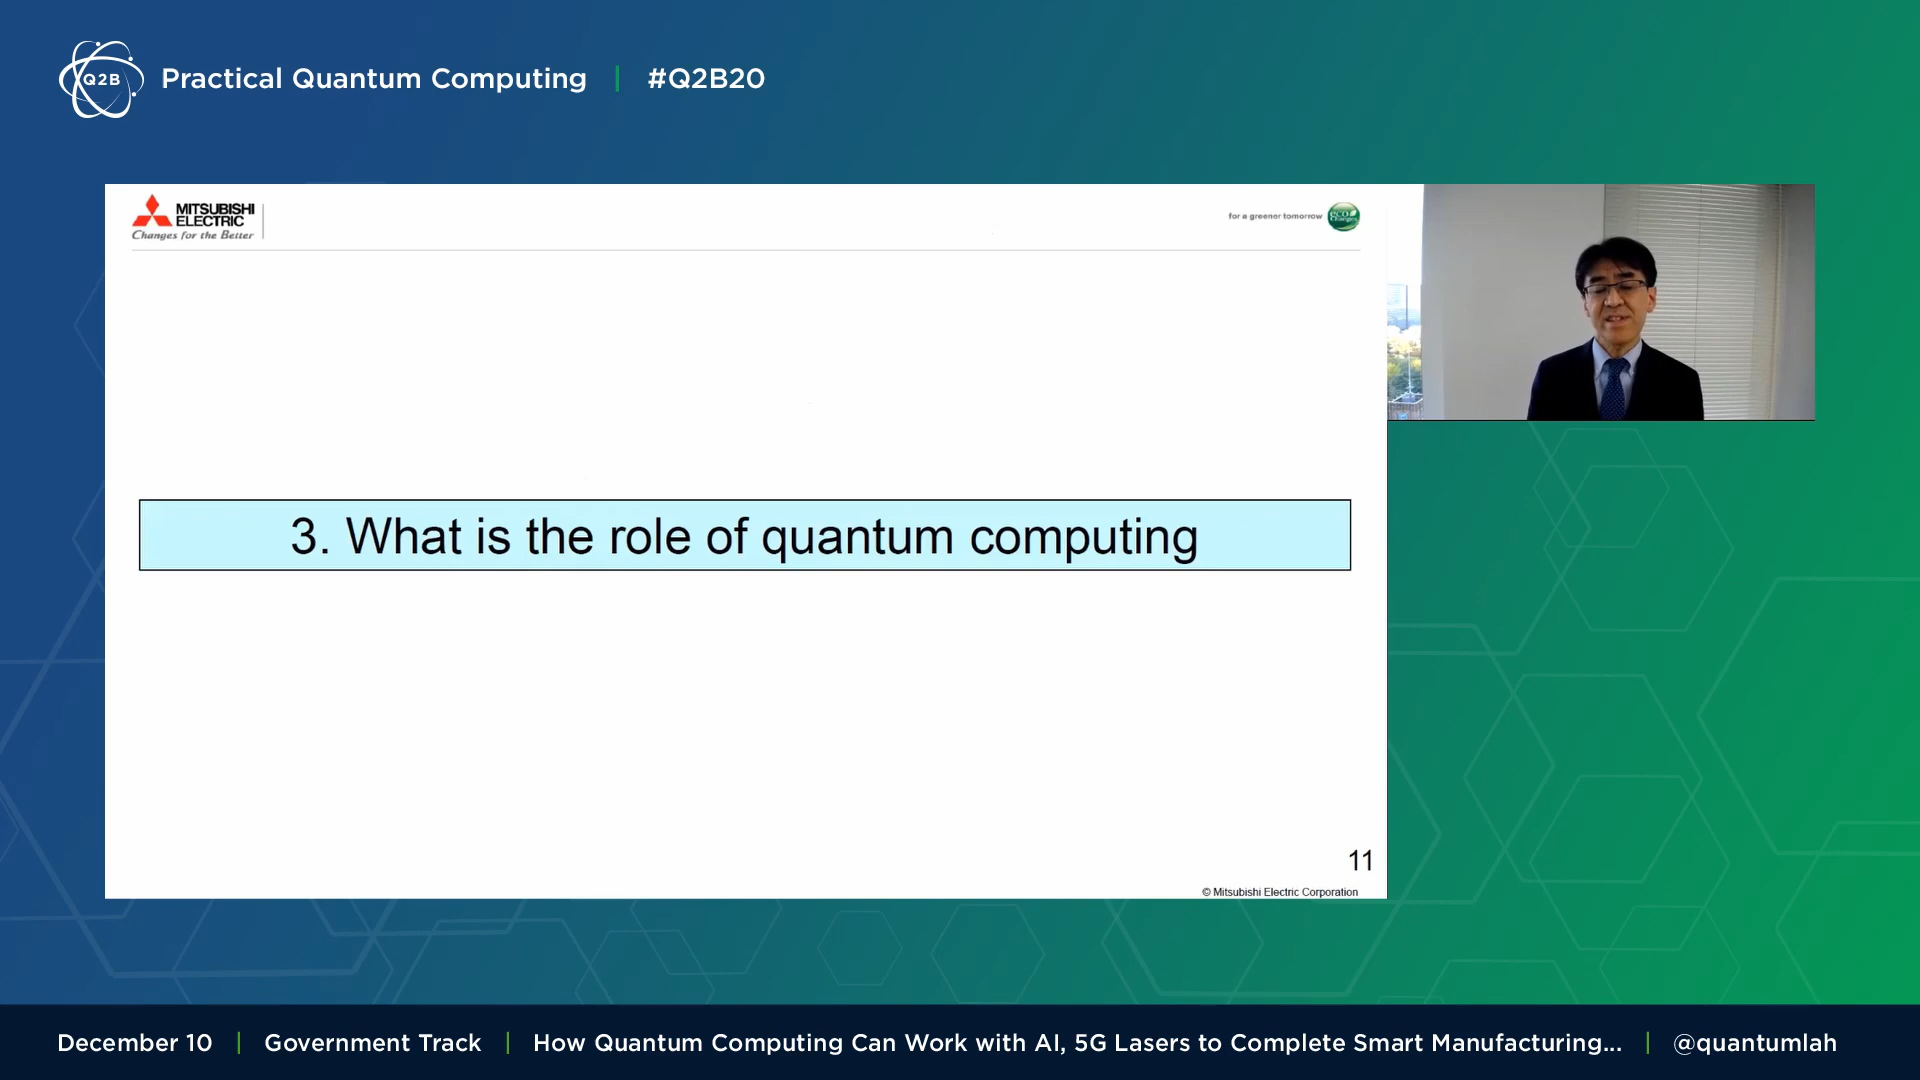 Q2B
Practical Quantum Computing | #Q2B20
MITSUBISHI
ELECTRIC
Changes for the Better
for a greener tomorrow
eco
changes
3. What is the role of quantum computing
11
© Mitsubishi Electric Corporation
December 10 | Government Track | How Quantum Computing Can Work with AI, 5G Lasers to Complete Smart Manufacturing... | @quantumlah